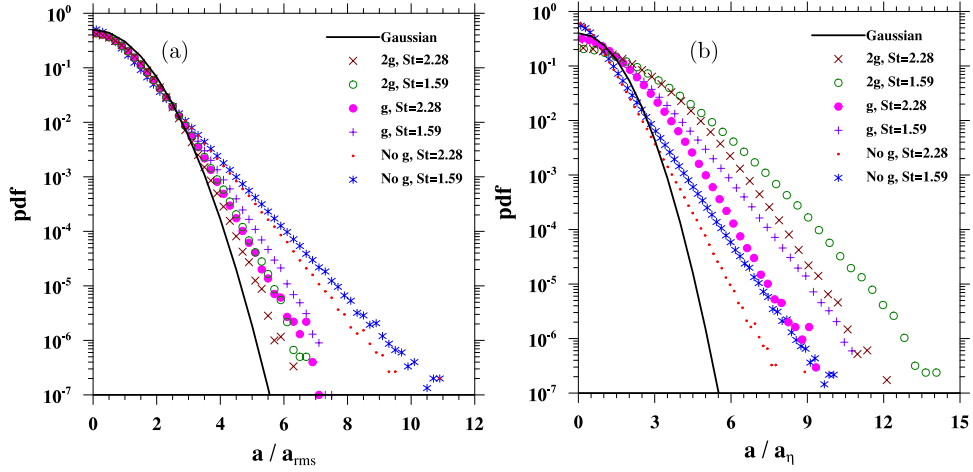 10^0
10^-1
10^-2
10^-3
10^-4
10^-5
10^-6
10^-7
pdf
(a)
Gaussian
2g, St=2.28
2g, St=1.59
g, St=2.28
g, St=1.59
No g, St=2.28
No g, St=1.59
0 2 4 6 8 10 12
a / a_rms
10^0
10^-1
10^-2
10^-3
10^-4
10^-5
10^-6
10^-7
pdf
(b)
Gaussian
2g, St=2.28
2g, St=1.59
g, St=2.28
g, St=1.59
No g, St=2.28
No g, St=1.59
0 3 6 9 12 15
a / a_η